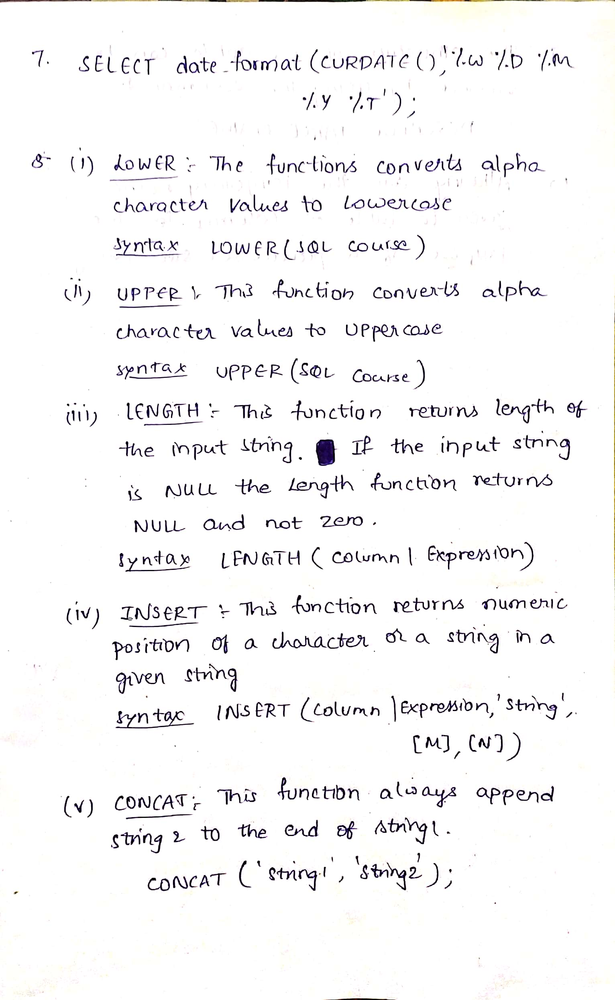 7. SELECT date_format (CURDATE(), '%W %D %M
%Y %T');
8 (i) LOWER :- The functions converts alpha
character values to lowercase
syntax LOWER (SQL course)
(ii) UPPER :- This function converts alpha
character values to Uppercase
syntax UPPER (SQL Course)
(iii) LENGTH :- This function returns length of
the input string. If the input string
is NULL the Length function returns
NULL and not zero.
syntax LENGTH ( Column | Expression)
(iv) INSERT :- This function returns numeric
position of a character or a string in a
given string
syntax INSERT (Column | Expression, 'string',
[M], [N])
(v) CONCAT :- This function always append
string 2 to the end of string1.
CONCAT ('string1', 'string2');